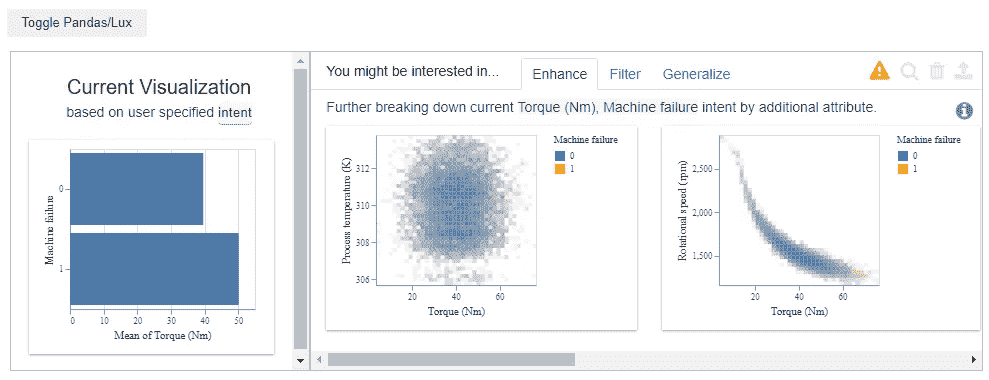 Toggle Pandas/Lux
Current Visualization
based on user specified intent
0
1
Machine failure
0 10 20 30 40 50
Mean of Torque (Nm)
You might be interested in... Enhance Filter Generalize
Further breaking down current Torque (Nm), Machine failure intent by additional attribute.
312
310
308
306
Process temperature (K)
20 40 60
Torque (Nm)
Machine failure
0
1
2,500
2,000
1,500
Rotational speed (rpm)
20 40 60
Torque (Nm)
Machine failure
0
1